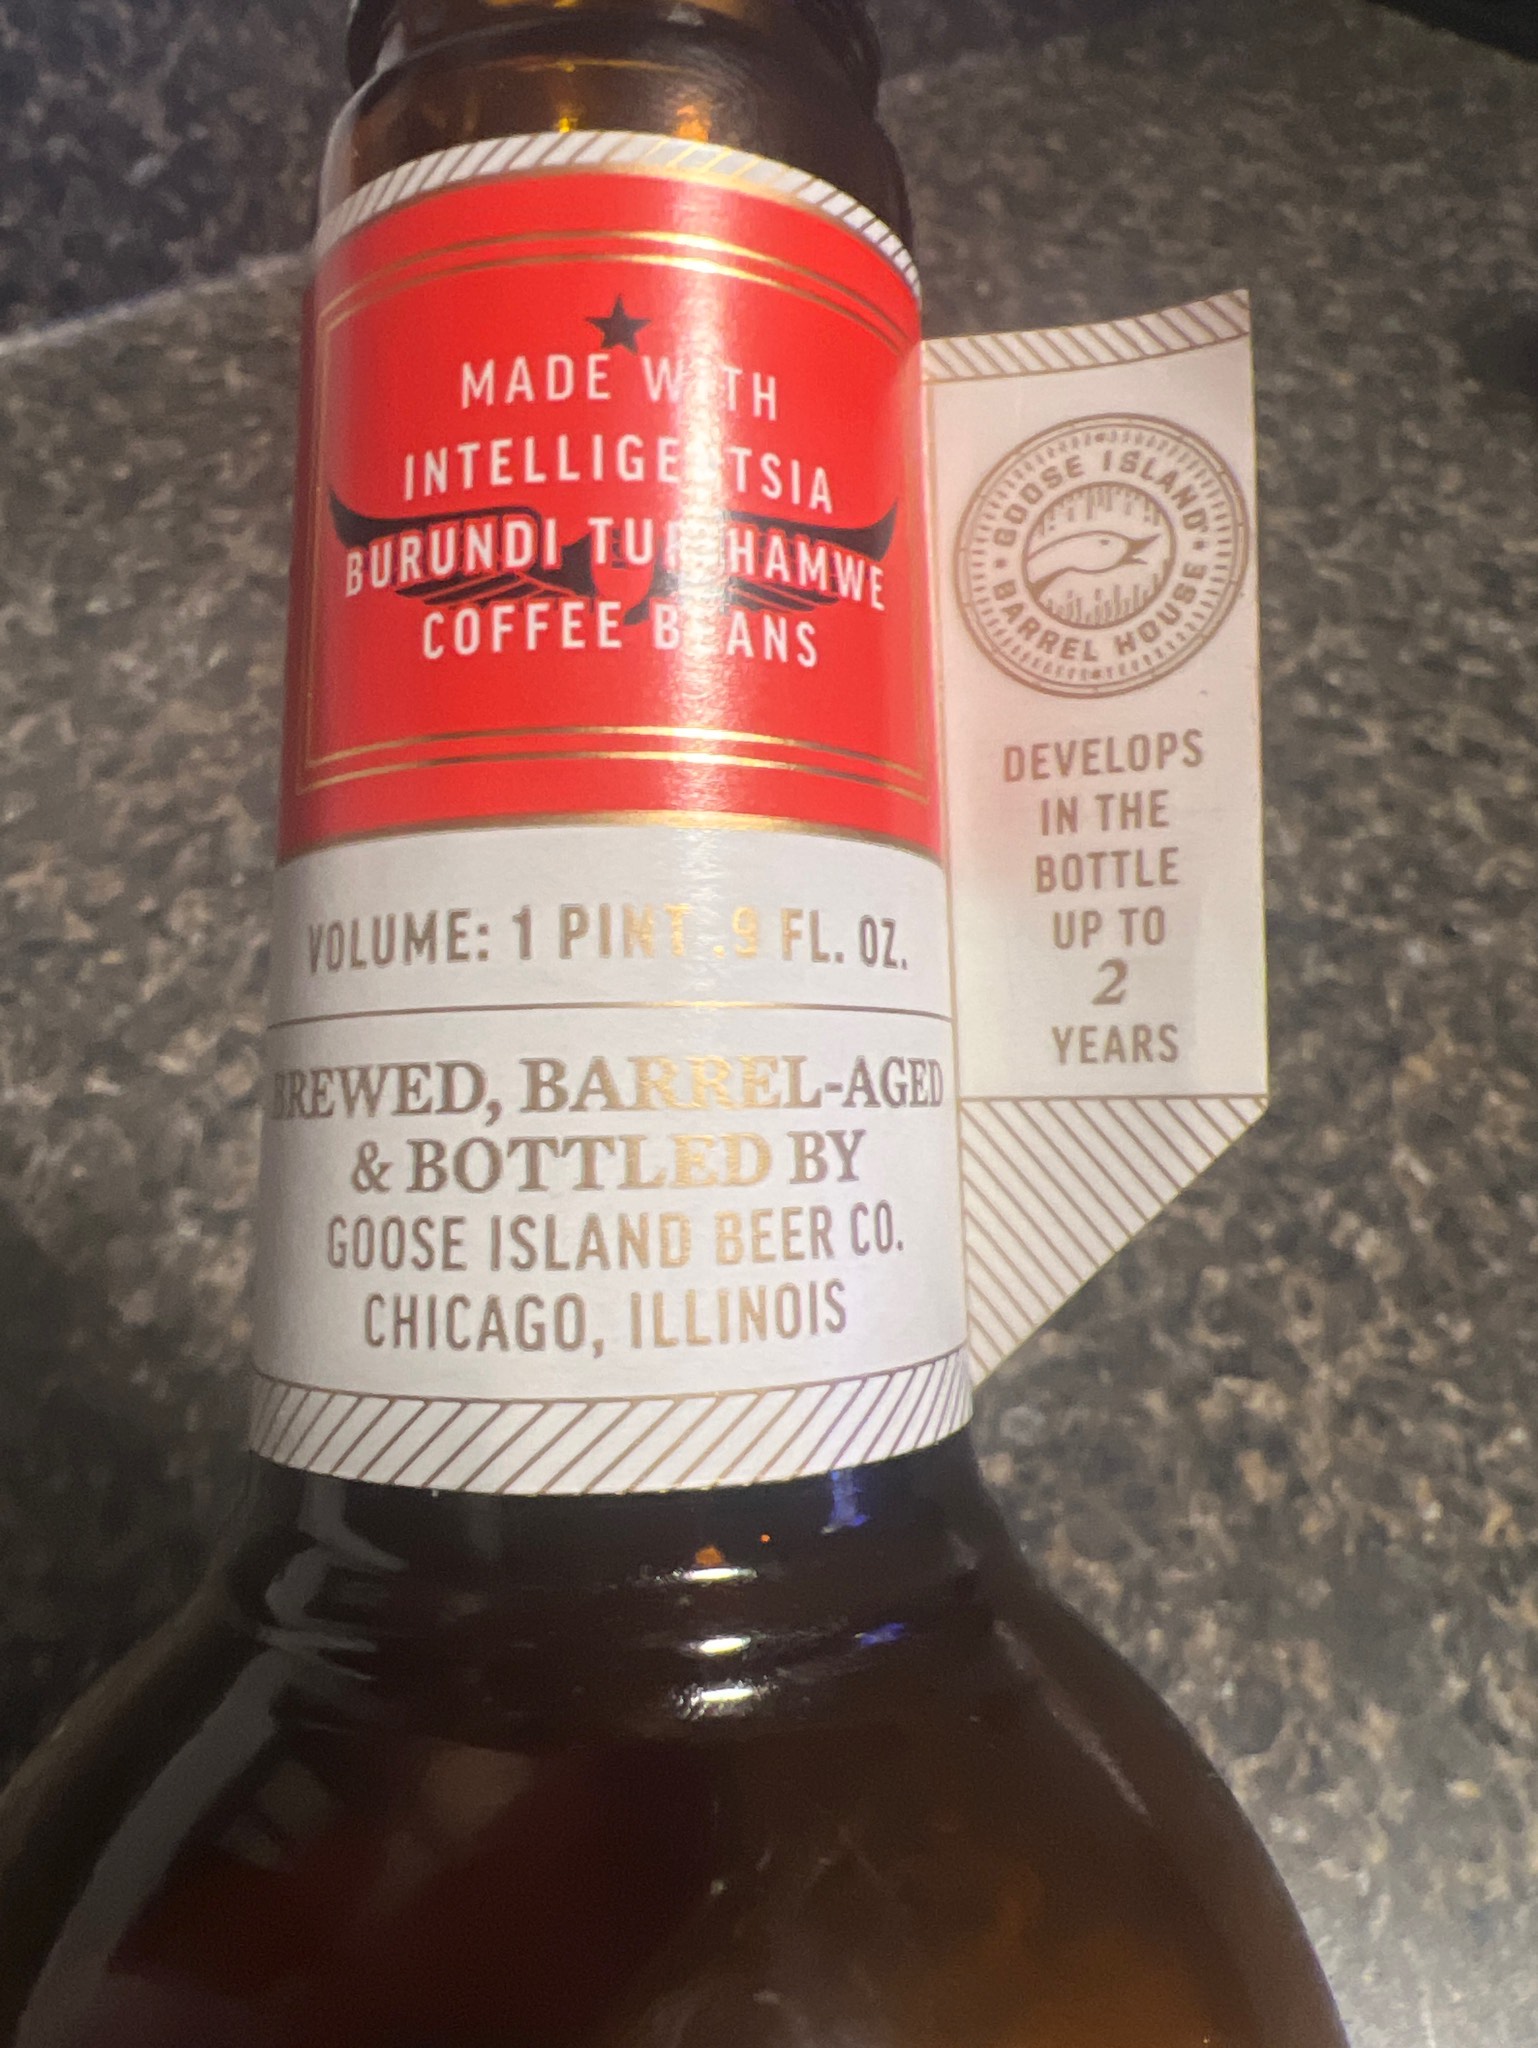 MADE WITH
INTELLIGENTSIA
BURUNDI TURIHAMWE
COFFEE BEANS
VOLUME: 1 PINT .9 FL. OZ.
BREWED, BARREL-AGED
& BOTTLED BY
GOOSE ISLAND BEER CO.
CHICAGO, ILLINOIS
GOOSE ISLAND®
BARREL HOUSE
DEVELOPS
IN THE
BOTTLE
UP TO
2
YEARS